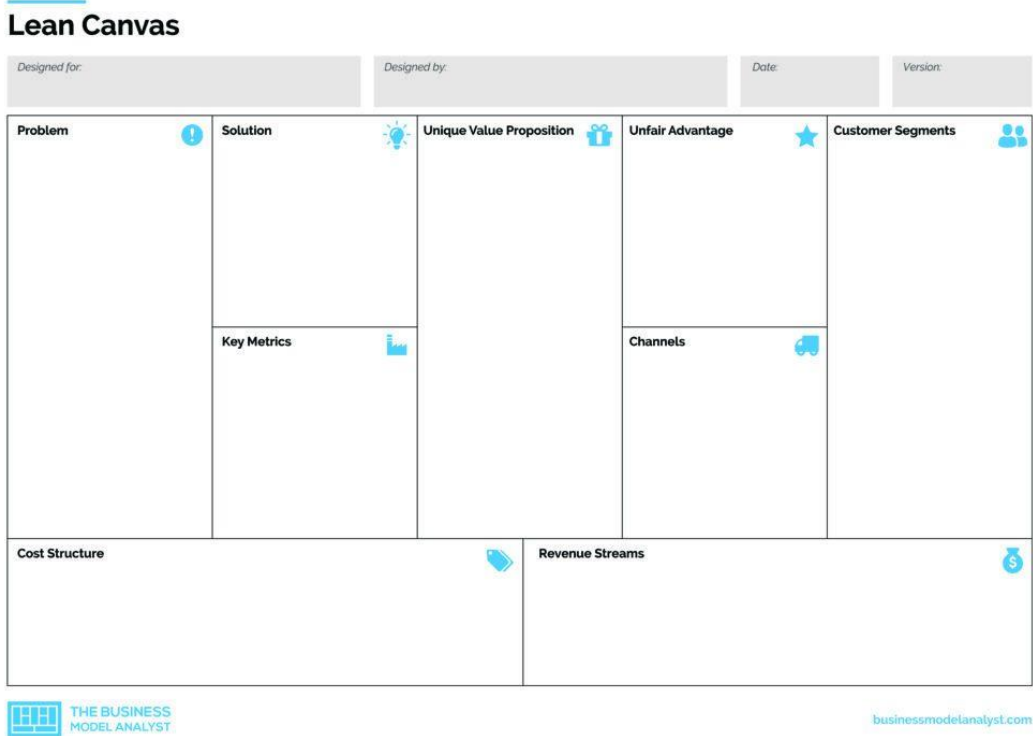 Lean Canvas
Designed for:
Designed by:
Date:
Version:
Problem
Solution
Unique Value Proposition
Unfair Advantage
Customer Segments
Key Metrics
Channels
Cost Structure
Revenue Streams
$
THE BUSINESS
MODEL ANALYST
businessmodelanalyst.com